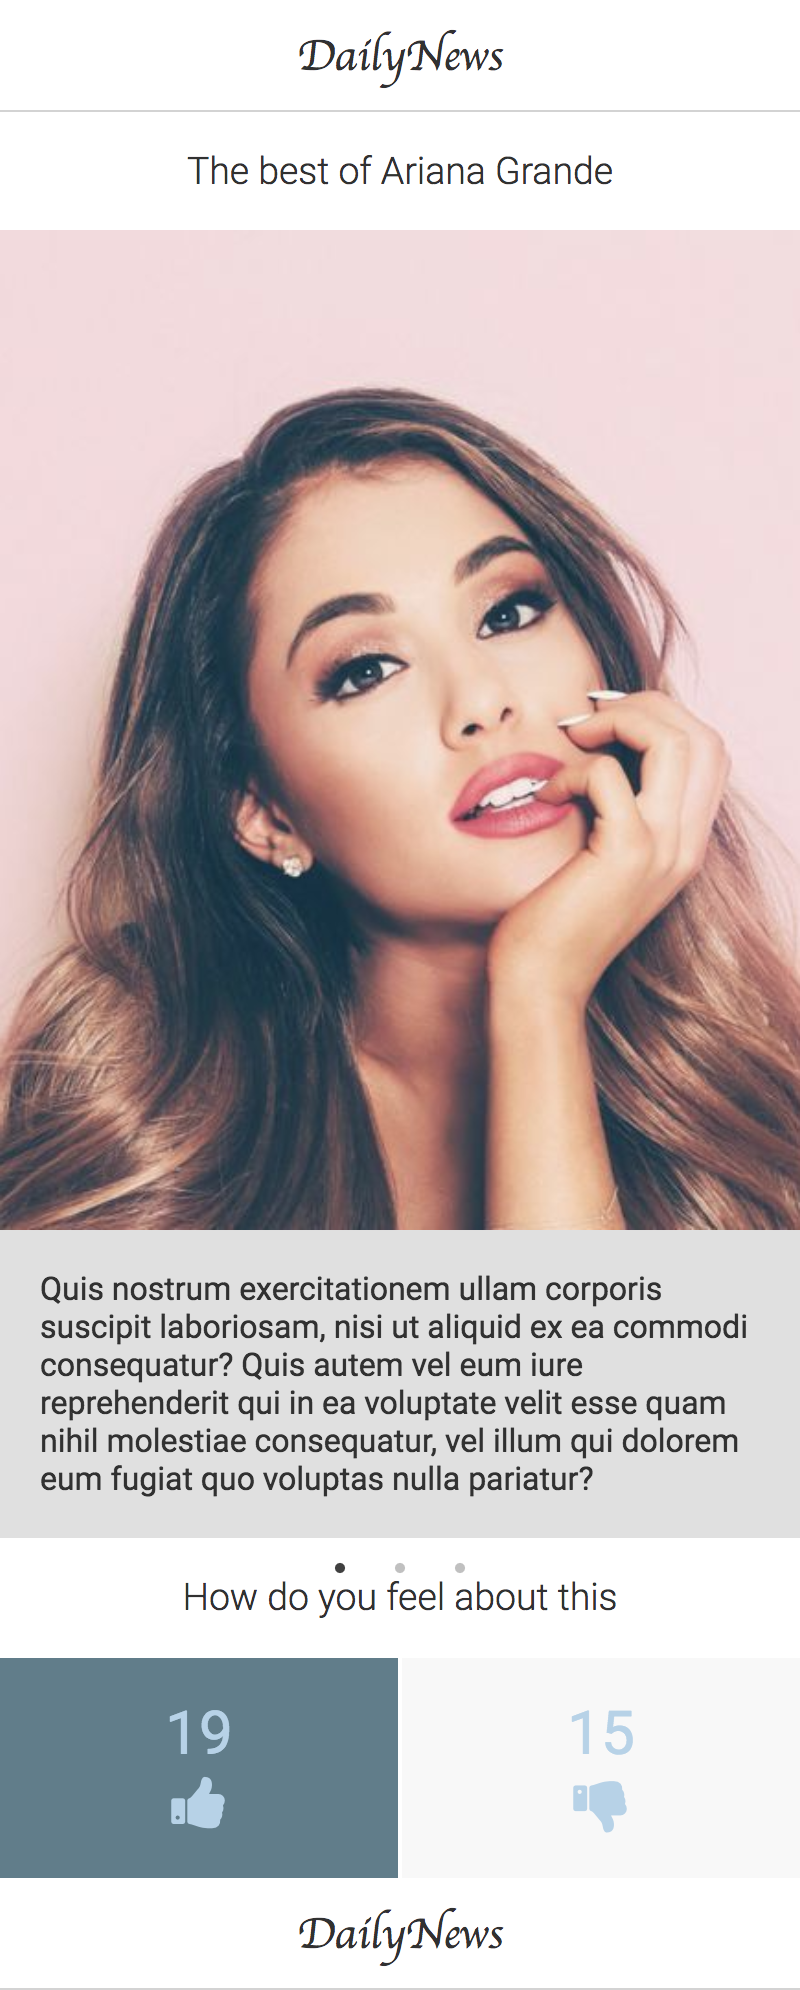 DailyNews
The best of Ariana Grande
Quis nostrum exercitationem ullam corporis
suscipit laboriosam, nisi ut aliquid ex ea commodi
consequatur? Quis autem vel eum iure
reprehenderit qui in ea voluptate velit esse quam
nihil molestiae consequatur, vel illum qui dolorem
eum fugiat quo voluptas nulla pariatur?
How do you feel about this
19 15
DailyNews